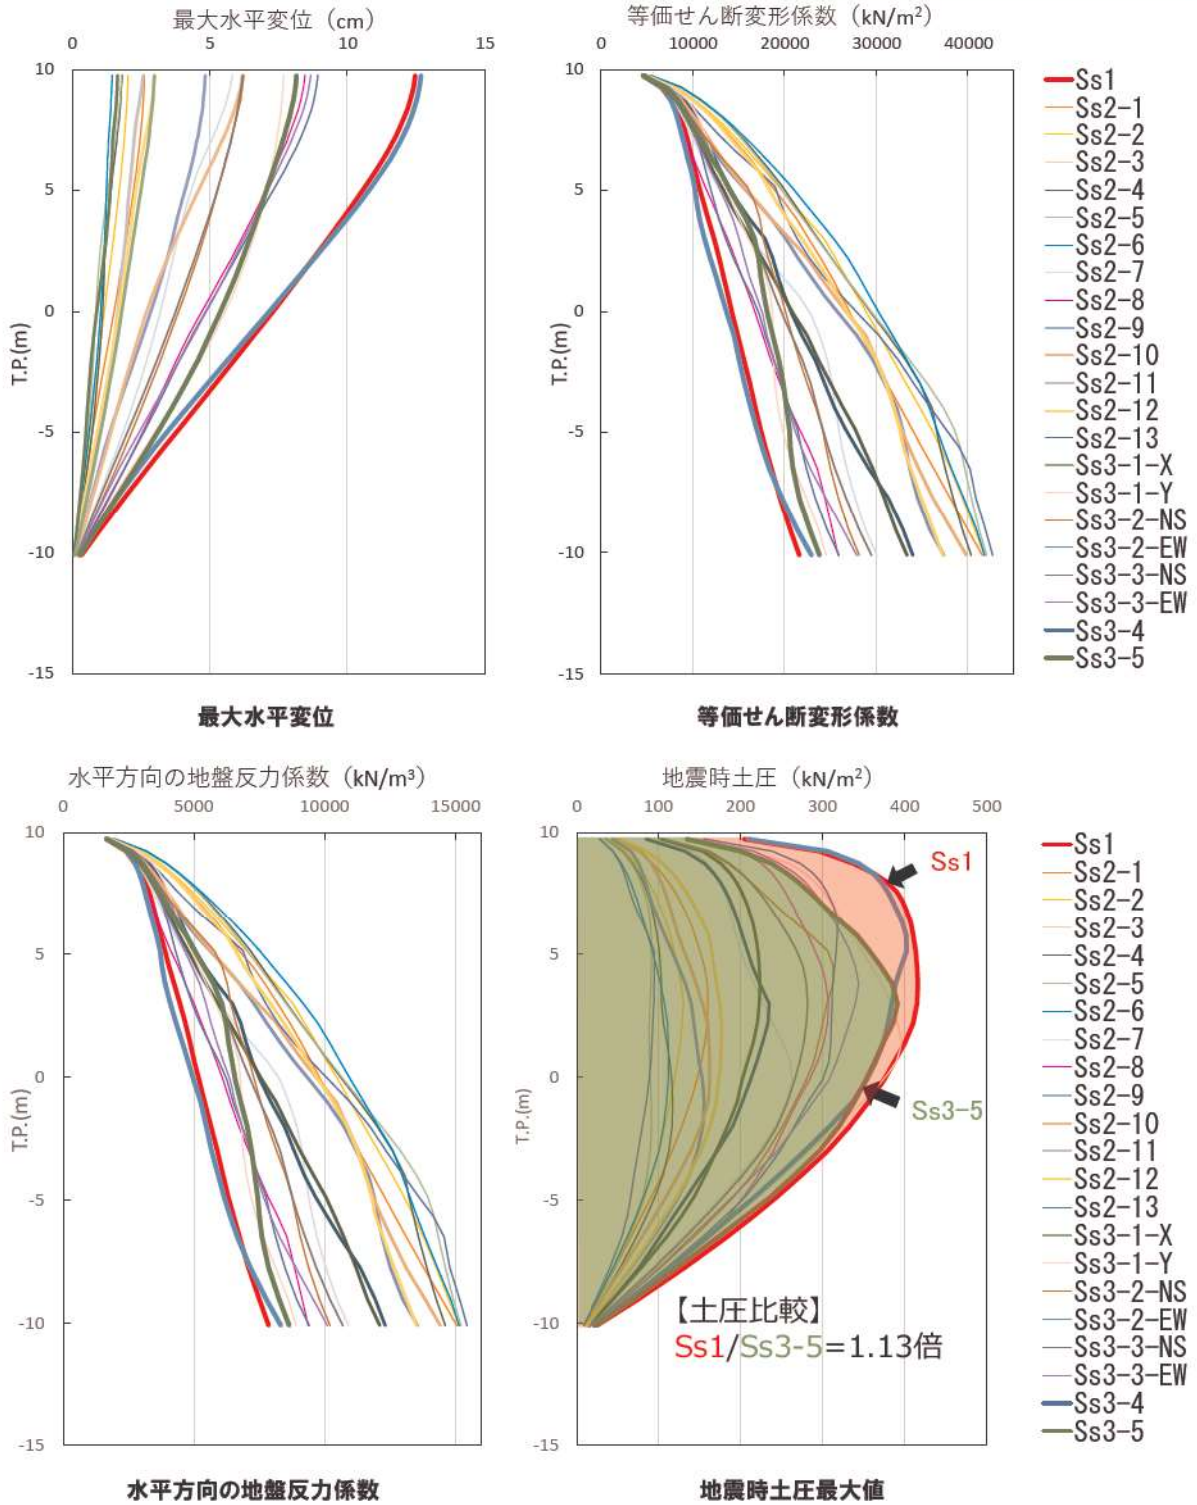 最大水平変位（cm）
0 5 10 15
10
5
0
-5
-10
-15
T.P.(m)
最大水平変位
等価せん断変形係数（kN/m²）
0 10000 20000 30000 40000
10
5
0
-5
-10
-15
T.P.(m)
等価せん断変形係数
Ss1
Ss2-1
Ss2-2
Ss2-3
Ss2-4
Ss2-5
Ss2-6
Ss2-7
Ss2-8
Ss2-9
Ss2-10
Ss2-11
Ss2-12
Ss2-13
Ss3-1-X
Ss3-1-Y
Ss3-2-NS
Ss3-2-EW
Ss3-3-NS
Ss3-3-EW
Ss3-4
Ss3-5
水平方向の地盤反力係数（kN/m³）
0 5000 10000 15000
10
5
0
-5
-10
-15
T.P.(m)
水平方向の地盤反力係数
地震時土圧（kN/m²）
0 100 200 300 400 500
10
5
0
-5
-10
-15
T.P.(m)
Ss1
Ss3-5
【土圧比較】
Ss1/Ss3-5=1.13倍
地震時土圧最大値
Ss1
Ss2-1
Ss2-2
Ss2-3
Ss2-4
Ss2-5
Ss2-6
Ss2-7
Ss2-8
Ss2-9
Ss2-10
Ss2-11
Ss2-12
Ss2-13
Ss3-1-X
Ss3-1-Y
Ss3-2-NS
Ss3-2-EW
Ss3-3-NS
Ss3-3-EW
Ss3-4
Ss3-5